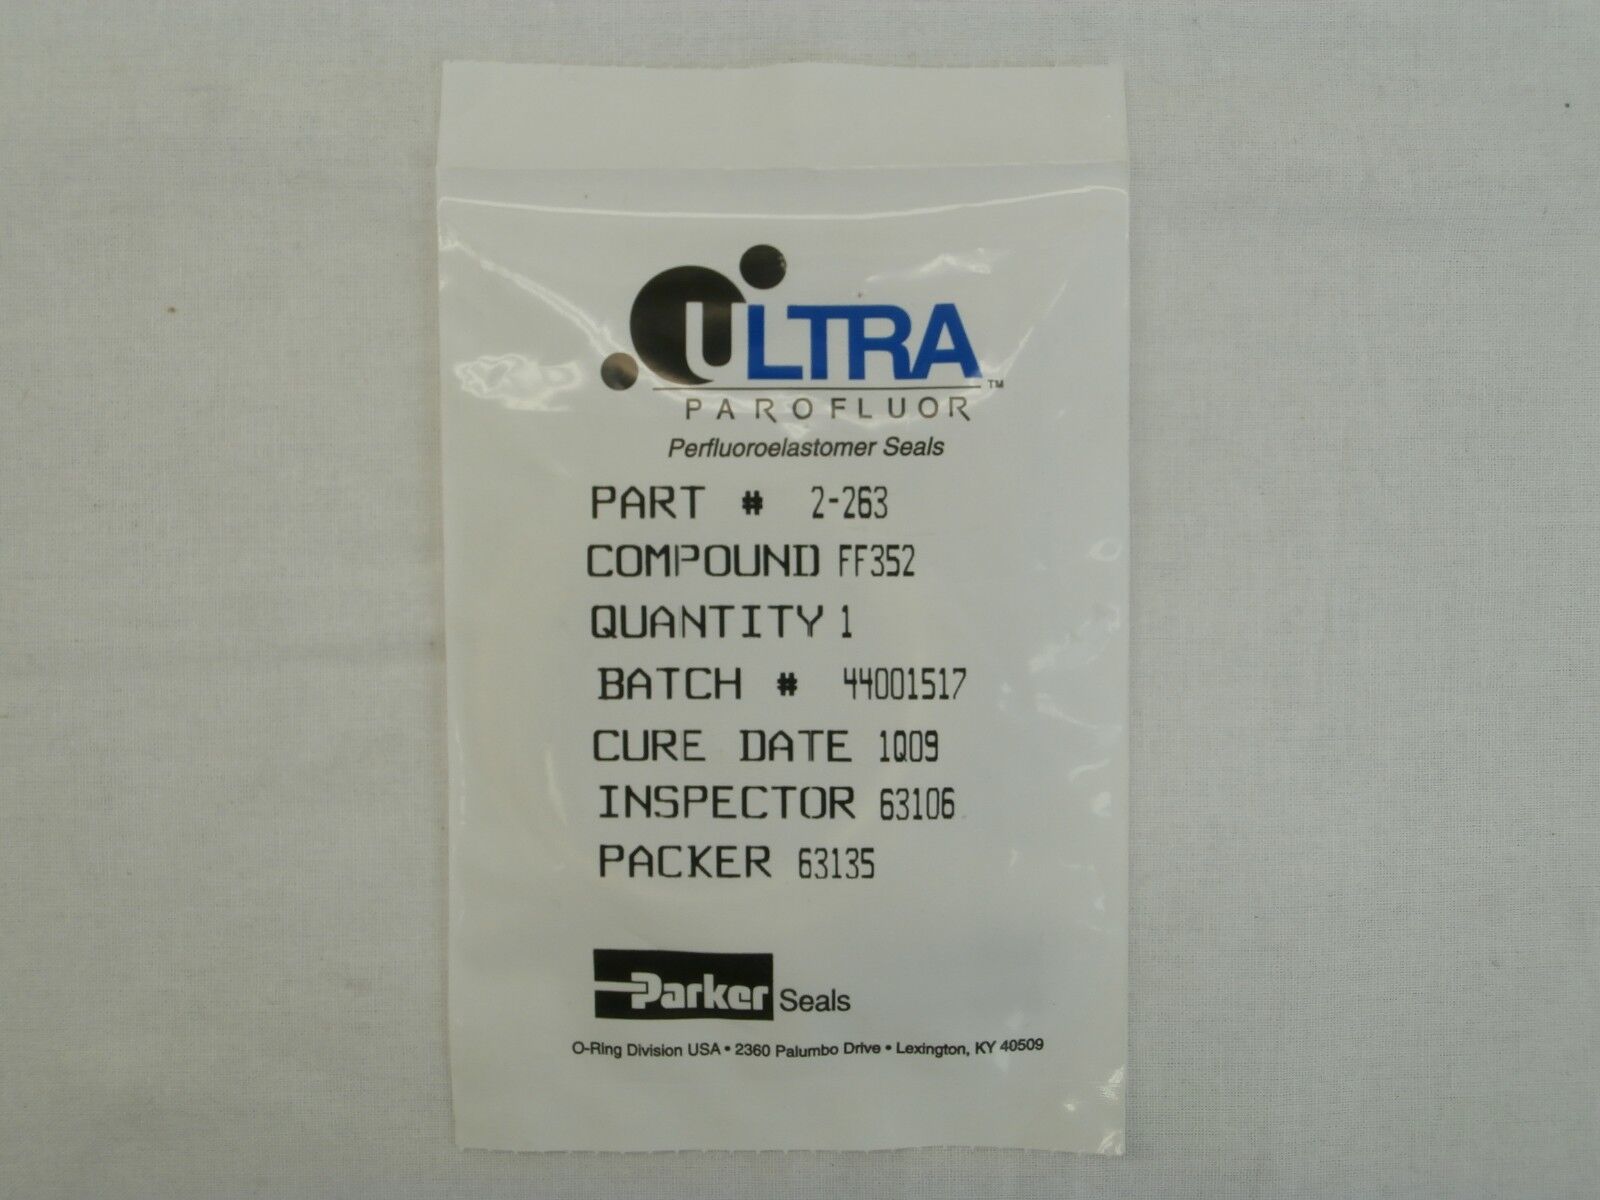 ULTRA
PAROFLUOR™
Perfluoroelastomer Seals
PART # 2-263
COMPOUND FF352
QUANTITY 1
BATCH # 44001517
CURE DATE 1Q09
INSPECTOR 63106
PACKER 63135
Parker Seals
O-Ring Division USA • 2360 Palumbo Drive • Lexington, KY 40509